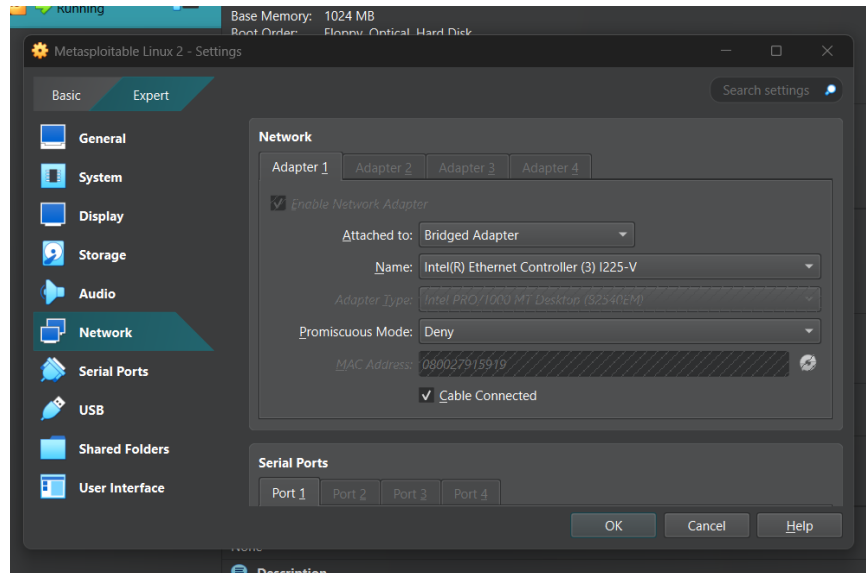 Running
Base Memory: 1024 MB
Boot Order: Floppy, Optical, Hard Disk
Metasploitable Linux 2 - Settings
Basic
Expert
Search settings
General
System
Display
Storage
Audio
Network
Serial Ports
USB
Shared Folders
User Interface
Network
Adapter 1 Adapter 2 Adapter 3 Adapter 4
Enable Network Adapter
Attached to: Bridged Adapter
Name: Intel(R) Ethernet Controller (3) I225-V
Adapter Type: Intel PRO/1000 MT Desktop (82540EM)
Promiscuous Mode: Deny
MAC Address: 080027915919
Cable Connected
Serial Ports
Port 1 Port 2 Port 3 Port 4
OK Cancel Help
None
Description